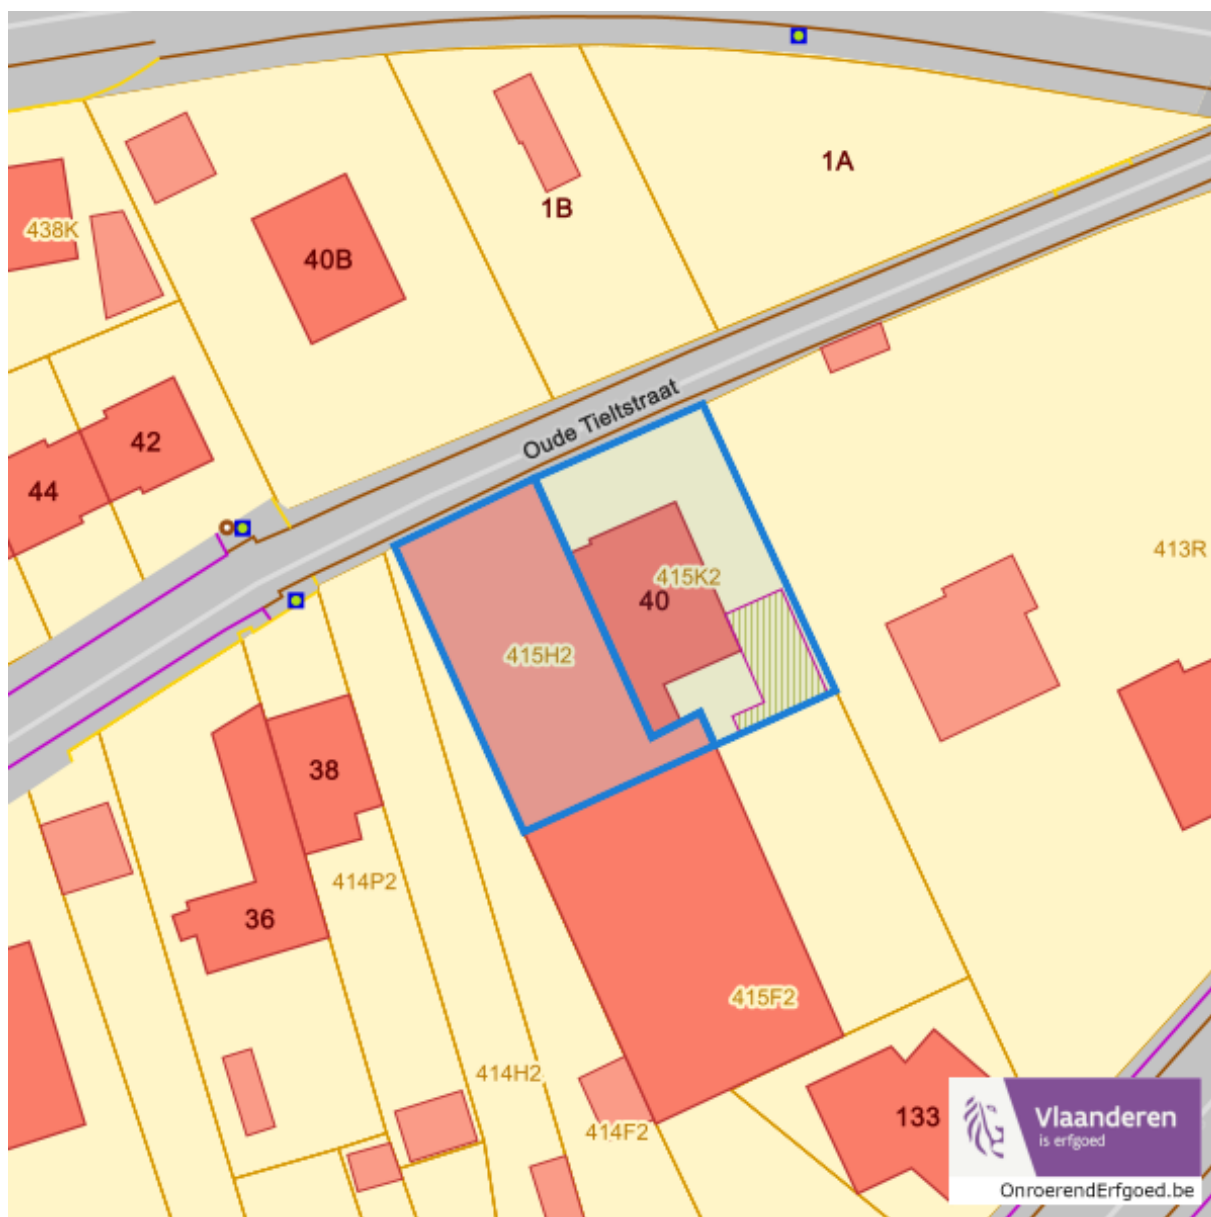 1A
1B
438K
40B
Oude Tieltstraat
42
44
413R
415K2
40
415H2
38
414P2
36
415F2
414H2
133
414F2
Vlaanderen
is erfgoed
OnroerendErfgoed.be